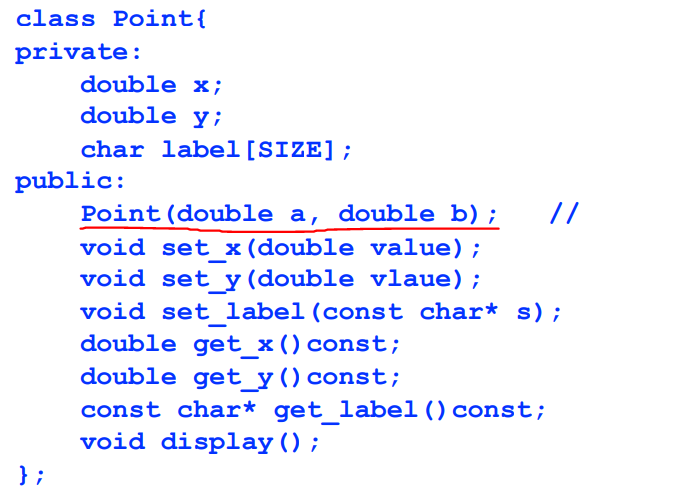 class Point{
private:
    double x;
    double y;
    char label[SIZE];
public:
    Point(double a, double b);   //
    void set_x(double value);
    void set_y(double vlaue);
    void set_label(const char* s);
    double get_x()const;
    double get_y()const;
    const char* get_label()const;
    void display();
};